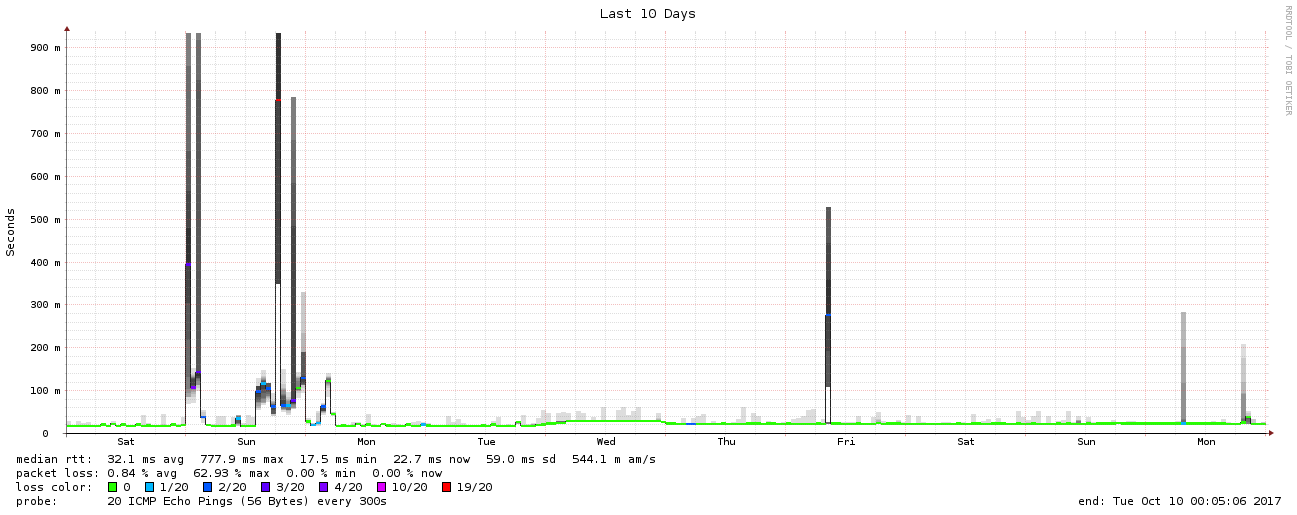 Last 10 Days
RRDTOOL / TOBI OETIKER
Seconds
900 m
800 m
700 m
600 m
500 m
400 m
300 m
200 m
100 m
0
Sat Sun Mon Tue Wed Thu Fri Sat Sun Mon
median rtt: 32.1 ms avg 777.9 ms max 17.5 ms min 22.7 ms now 59.0 ms sd 544.1 m am/s
packet loss: 0.84 % avg 62.93 % max 0.00 % min 0.00 % now
loss color: 0 1/20 2/20 3/20 4/20 10/20 19/20
probe: 20 ICMP Echo Pings (56 Bytes) every 300s end: Tue Oct 10 00:05:06 2017